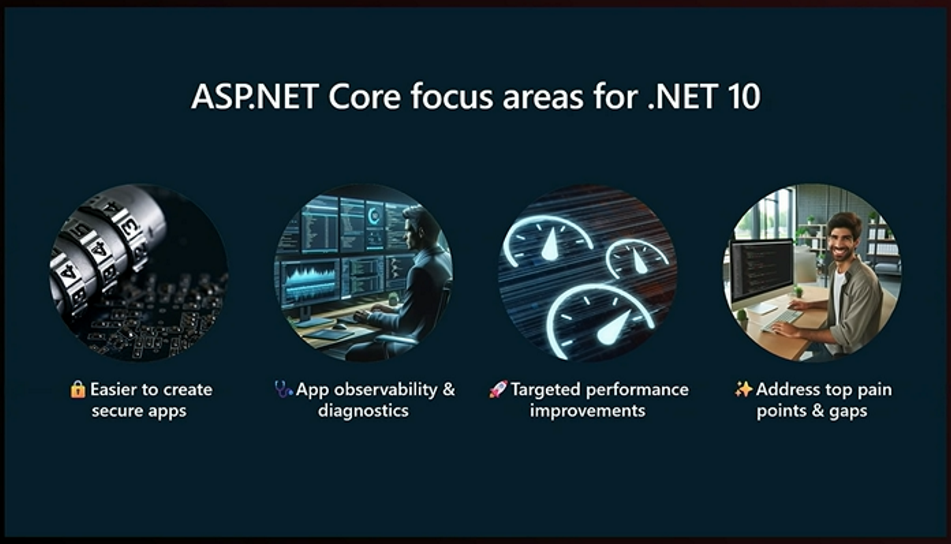 ASP.NET Core focus areas for .NET 10
🔒 Easier to create
secure apps
🩺 App observability &
diagnostics
🚀 Targeted performance
improvements
✨ Address top pain
points & gaps